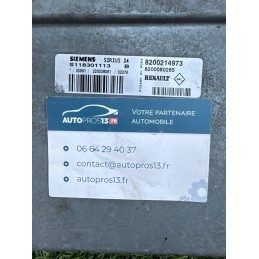 SIEMENS SIRIUS 34
S118301113
8200214973
8200080285
RENAULT
AUTOPROS13.FR
VOTRE PARTENAIRE
AUTOMOBILE
06 64 29 40 37
contact@autopros13.fr
autopros13.fr